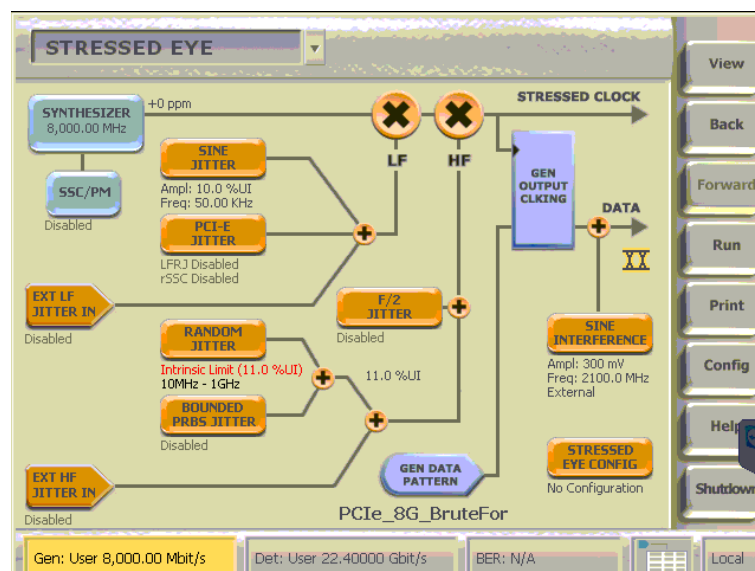 STRESSED EYE
View
Back
Forward
Run
Print
Config
Help
Shutdown
SYNTHESIZER
8,000.00 MHz
+0 ppm
SSC/PM
Disabled
STRESSED CLOCK
LF
HF
SINE
JITTER
Ampl: 10.0 %UI
Freq: 50.00 KHz
PCI-E
JITTER
LFRJ Disabled
rSSC Disabled
GEN
OUTPUT
CLKING
DATA
EXT LF
JITTER IN
Disabled
F/2
JITTER
Disabled
RANDOM
JITTER
Intrinsic Limit (11.0 %UI)
10MHz - 1GHz
11.0 %UI
SINE
INTERFERENCE
Ampl: 300 mV
Freq: 2100.0 MHz
External
BOUNDED
PRBS JITTER
Disabled
EXT HF
JITTER IN
Disabled
GEN DATA
PATTERN
PCIe_8G_BruteFor
STRESSED
EYE CONFIG
No Configuration
Gen: User 8,000.00 Mbit/s
Det: User 22.40000 Gbit/s
BER: N/A
Local